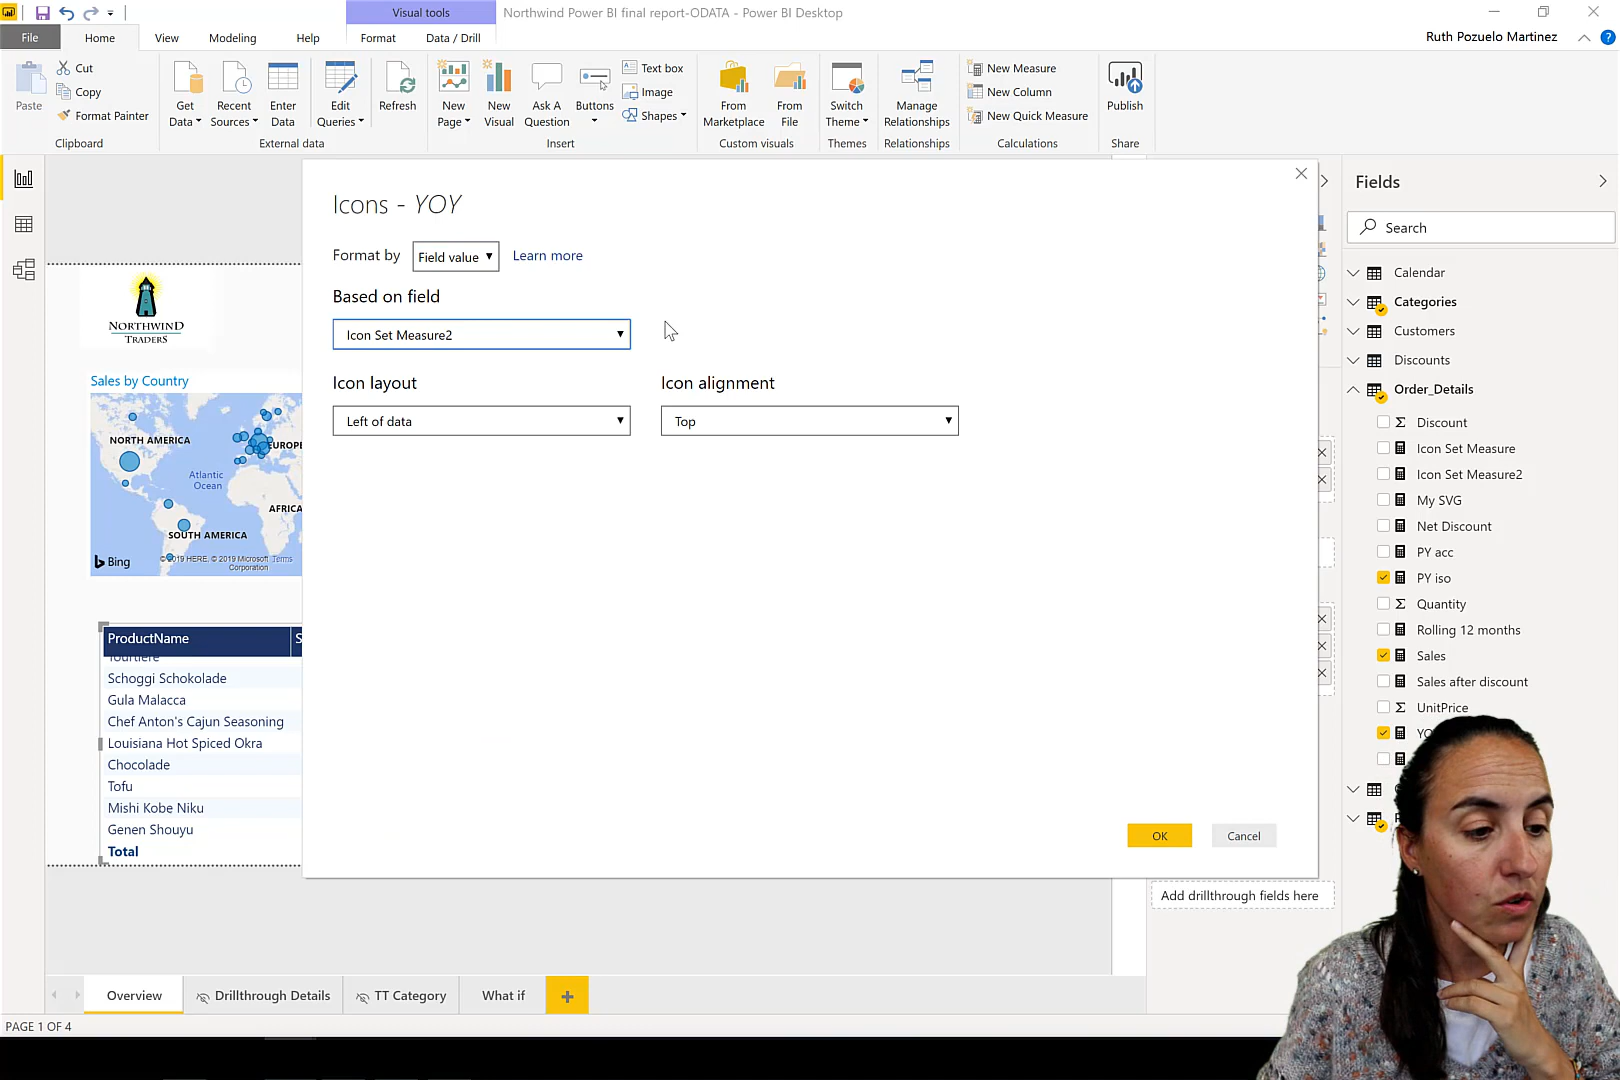 Visual tools
Northwind Power BI final report-ODATA - Power BI Desktop
File
Home
View
Modeling
Help
Format
Data / Drill
Ruth Pozuelo Martinez
?
Paste
Cut
Copy
Format Painter
Get Data
Recent Sources
Enter Data
Edit Queries
Refresh
New Page
New Visual
Ask A Question
Buttons
Text box
Image
Shapes
From Marketplace
From File
Switch Theme
Manage Relationships
New Measure
New Column
New Quick Measure
Publish
Clipboard
External data
Insert
Custom visuals
Themes
Relationships
Calculations
Share
Icons - YOY
Format by
Field value
Learn more
Based on field
Icon Set Measure2
Icon layout
Icon alignment
Left of data
Top
OK
Cancel
NORTHWIND
TRADERS
Sales by Country
NORTH AMERICA
EUROPE
Atlantic
Ocean
AFRICA
SOUTH AMERICA
Bing
© 2019 HERE, © 2019 Microsoft Corporation Terms
ProductName
S
Tourtière
Schoggi Schokolade
Gula Malacca
Chef Anton's Cajun Seasoning
Louisiana Hot Spiced Okra
Chocolade
Tofu
Mishi Kobe Niku
Genen Shouyu
Total
Fields
Search
Calendar
Categories
Customers
Discounts
Order_Details
Discount
Icon Set Measure
Icon Set Measure2
My SVG
Net Discount
PY acc
PY iso
Quantity
Rolling 12 months
Sales
Sales after discount
UnitPrice
Add drillthrough fields here
Overview
Drillthrough Details
TT Category
What if
PAGE 1 OF 4